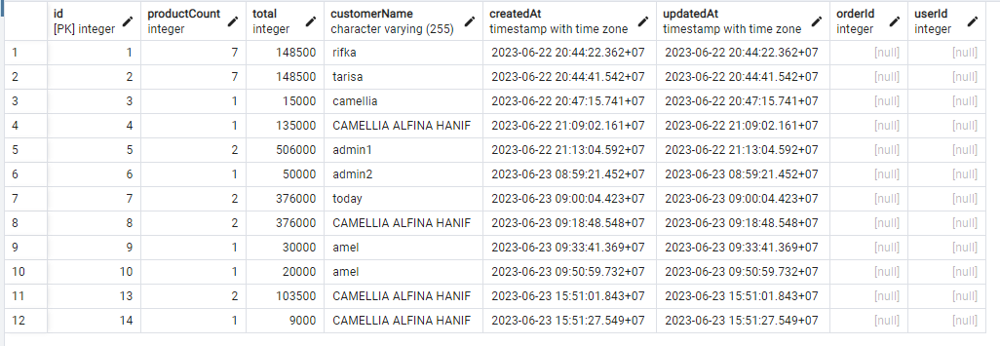 id productCount total customerName createdAt updatedAt orderId userId
[PK] integer integer integer character varying (255) timestamp with time zone timestamp with time zone integer integer
1 1 7 148500 rifka 2023-06-22 20:44:22.362+07 2023-06-22 20:44:22.362+07 [null] [null]
2 2 7 148500 tarisa 2023-06-22 20:44:41.542+07 2023-06-22 20:44:41.542+07 [null] [null]
3 3 1 15000 camellia 2023-06-22 20:47:15.741+07 2023-06-22 20:47:15.741+07 [null] [null]
4 4 1 135000 CAMELLIA ALFINA HANIF 2023-06-22 21:09:02.161+07 2023-06-22 21:09:02.161+07 [null] [null]
5 5 2 506000 admin1 2023-06-22 21:13:04.592+07 2023-06-22 21:13:04.592+07 [null] [null]
6 6 1 50000 admin2 2023-06-23 08:59:21.452+07 2023-06-23 08:59:21.452+07 [null] [null]
7 7 2 376000 today 2023-06-23 09:00:04.423+07 2023-06-23 09:00:04.423+07 [null] [null]
8 8 2 376000 CAMELLIA ALFINA HANIF 2023-06-23 09:18:48.548+07 2023-06-23 09:18:48.548+07 [null] [null]
9 9 1 30000 amel 2023-06-23 09:33:41.369+07 2023-06-23 09:33:41.369+07 [null] [null]
10 10 1 20000 amel 2023-06-23 09:50:59.732+07 2023-06-23 09:50:59.732+07 [null] [null]
11 13 2 103500 CAMELLIA ALFINA HANIF 2023-06-23 15:51:01.843+07 2023-06-23 15:51:01.843+07 [null] [null]
12 14 1 9000 CAMELLIA ALFINA HANIF 2023-06-23 15:51:27.549+07 2023-06-23 15:51:27.549+07 [null] [null]